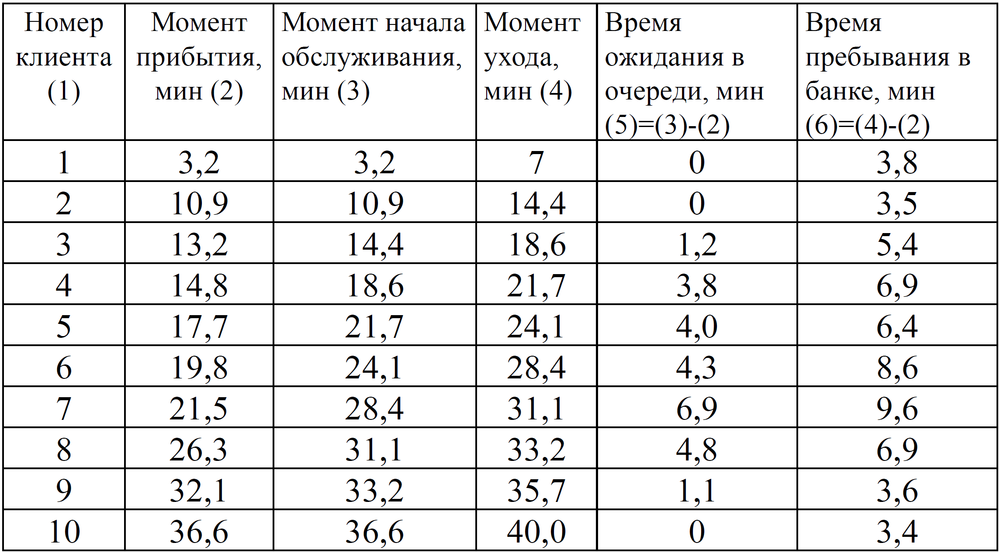 Номер клиента (1) | Момент прибытия, мин (2) | Момент начала обслуживания, мин (3) | Момент ухода, мин (4) | Время ожидания в очереди, мин (5)=(3)-(2) | Время пребывания в банке, мин (6)=(4)-(2)
1 | 3,2 | 3,2 | 7 | 0 | 3,8
2 | 10,9 | 10,9 | 14,4 | 0 | 3,5
3 | 13,2 | 14,4 | 18,6 | 1,2 | 5,4
4 | 14,8 | 18,6 | 21,7 | 3,8 | 6,9
5 | 17,7 | 21,7 | 24,1 | 4,0 | 6,4
6 | 19,8 | 24,1 | 28,4 | 4,3 | 8,6
7 | 21,5 | 28,4 | 31,1 | 6,9 | 9,6
8 | 26,3 | 31,1 | 33,2 | 4,8 | 6,9
9 | 32,1 | 33,2 | 35,7 | 1,1 | 3,6
10 | 36,6 | 36,6 | 40,0 | 0 | 3,4